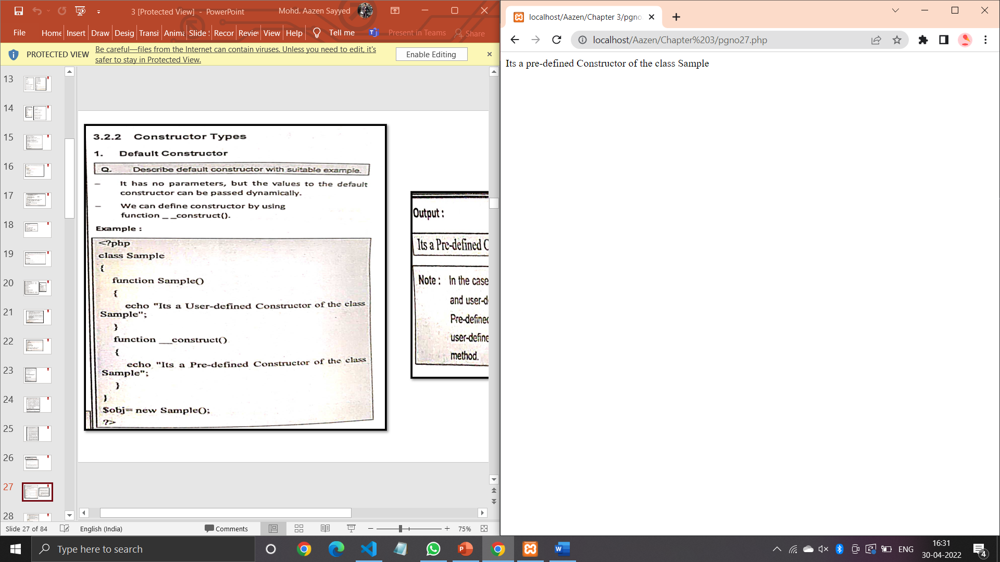 3 [Protected View] - PowerPoint
Mohd. Aazen Sayyed
File Home Insert Draw Desig Transi Anima Slide Recor Review View Help Tell me Present in Teams Share
PROTECTED VIEW
Be careful—files from the Internet can contain viruses. Unless you need to edit, it's
safer to stay in Protected View.
Enable Editing
13
14
15
16
17
18
19
20
21
22
23
24
25
26
27
28
3.2.2 Constructor Types
1. Default Constructor
Q. Describe default constructor with suitable example.
– It has no parameters, but the values to the default
constructor can be passed dynamically.
– We can define constructor by using
function _ _construct().
Example :
<?php
class Sample
{
function Sample()
{
echo "Its a User-defined Constructor of the class
Sample";
}
function __construct()
{
echo "Its a Pre-defined Constructor of the class
Sample";
}
}
$obj= new Sample();
?>
Output :
Its a Pre-defined C
Note : In the case
and user-d
Pre-defined
user-define
method.
Slide 27 of 84
English (India)
Comments
75%
localhost/Aazen/Chapter 3/pgno
localhost/Aazen/Chapter%203/pgno27.php
Its a pre-defined Constructor of the class Sample
Type here to search
ENG
16:31
30-04-2022
4